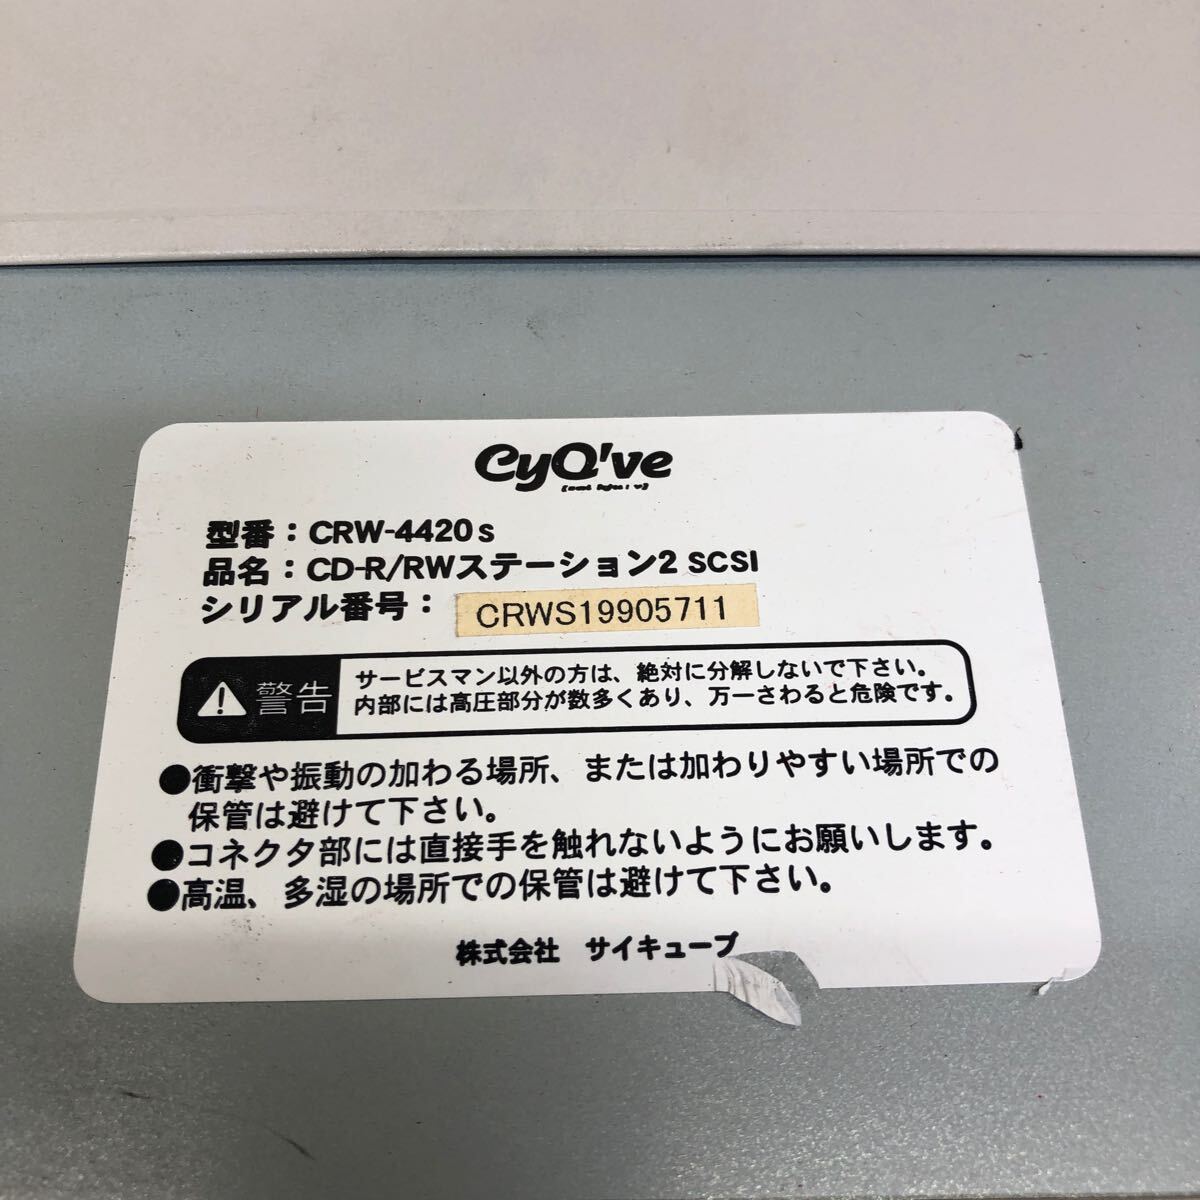 CyQ've
型番：CRW-4420s
品名：CD-R/RWステーション2 SCSI
シリアル番号：CRWS19905711
警告
サービスマン以外の方は、絶対に分解しないで下さい。
内部には高圧部分が数多くあり、万一さわると危険です。
●衝撃や振動の加わる場所、または加わりやすい場所での
保管は避けて下さい。
●コネクタ部には直接手を触れないようにお願いします。
●高温、多湿の場所での保管は避けて下さい。
株式会社 サイキューブ